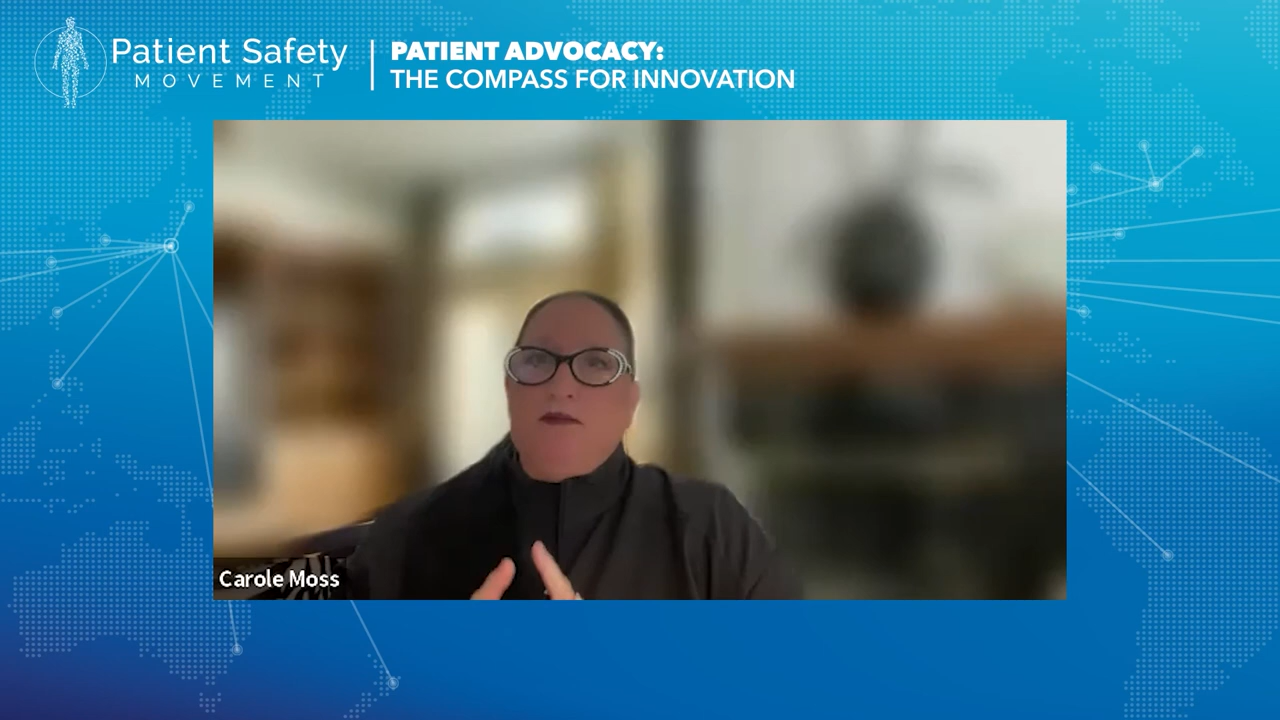 Patient Safety
MOVEMENT
PATIENT ADVOCACY:
THE COMPASS FOR INNOVATION
Carole Moss